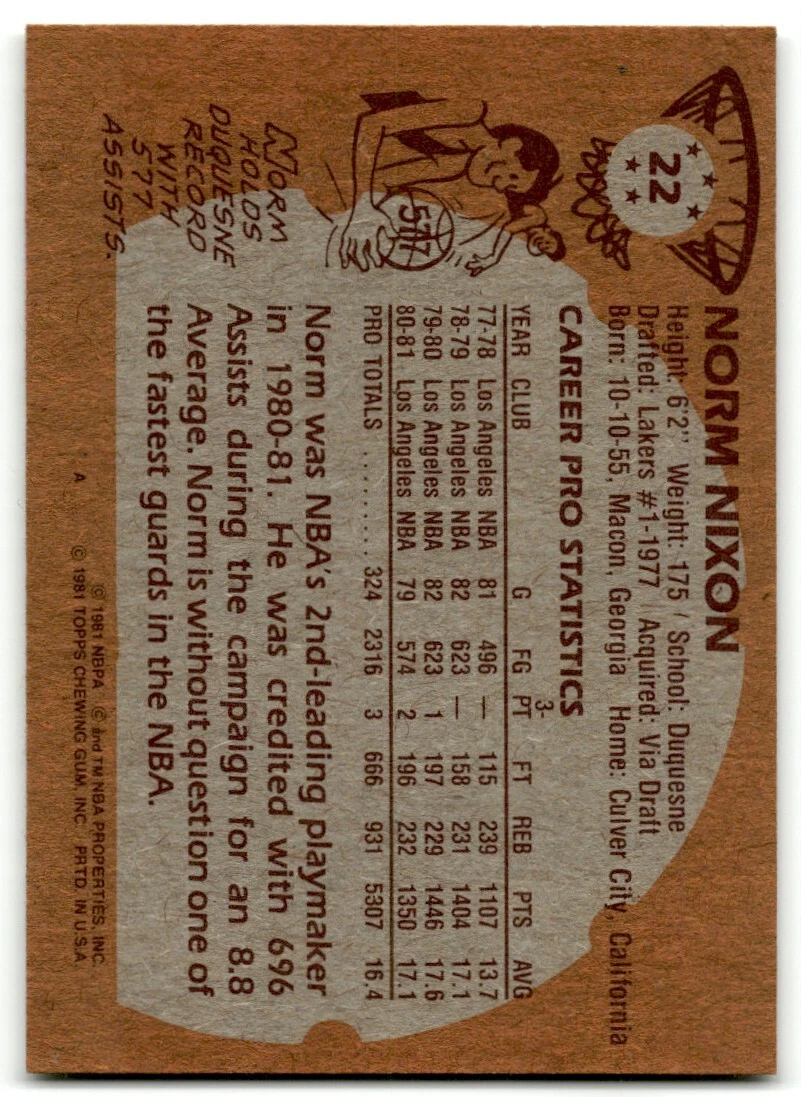 22
NORM NIXON
Height: 6'2" Weight: 175 / School: Duquesne
Drafted: Lakers #1-1977 Acquired: Via Draft
Born: 10-10-55, Macon, Georgia Home: Culver City, California
CAREER PRO STATISTICS
YEAR CLUB G FG 3-PT FT REB PTS AVG
77-78 Los Angeles NBA 81 496 — 115 239 1107 13.7
78-79 Los Angeles NBA 82 623 — 158 231 1404 17.1
79-80 Los Angeles NBA 82 623 1 197 229 1446 17.6
80-81 Los Angeles NBA 79 574 2 196 232 1350 17.1
PRO TOTALS .......... 324 2316 3 666 931 5307 16.4
577
NORM
HOLDS
DUQUESNE
RECORD
WITH
577
ASSISTS.
Norm was NBA's 2nd-leading playmaker
in 1980-81. He was credited with 696
Assists during the campaign for an 8.8
Average. Norm is without question one of
the fastest guards in the NBA.
© 1981 NBPA © and TM NBA PROPERTIES, INC.
A © 1981 TOPPS CHEWING GUM, INC. PRTD. IN U.S.A.